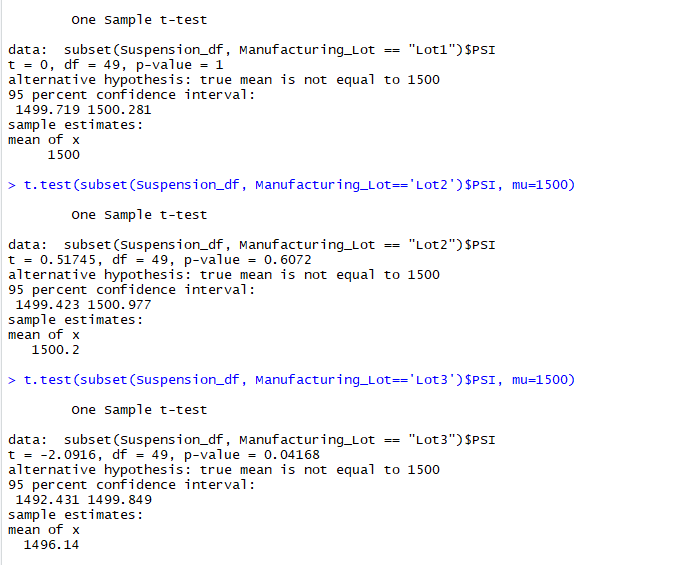 One Sample t-test
data:  subset(Suspension_df, Manufacturing_Lot == "Lot1")$PSI
t = 0, df = 49, p-value = 1
alternative hypothesis: true mean is not equal to 1500
95 percent confidence interval:
 1499.719 1500.281
sample estimates:
mean of x
     1500
> t.test(subset(Suspension_df, Manufacturing_Lot=='Lot2')$PSI, mu=1500)
One Sample t-test
data:  subset(Suspension_df, Manufacturing_Lot == "Lot2")$PSI
t = 0.51745, df = 49, p-value = 0.6072
alternative hypothesis: true mean is not equal to 1500
95 percent confidence interval:
 1499.423 1500.977
sample estimates:
mean of x
   1500.2
> t.test(subset(Suspension_df, Manufacturing_Lot=='Lot3')$PSI, mu=1500)
One Sample t-test
data:  subset(Suspension_df, Manufacturing_Lot == "Lot3")$PSI
t = -2.0916, df = 49, p-value = 0.04168
alternative hypothesis: true mean is not equal to 1500
95 percent confidence interval:
 1492.431 1499.849
sample estimates:
mean of x
  1496.14